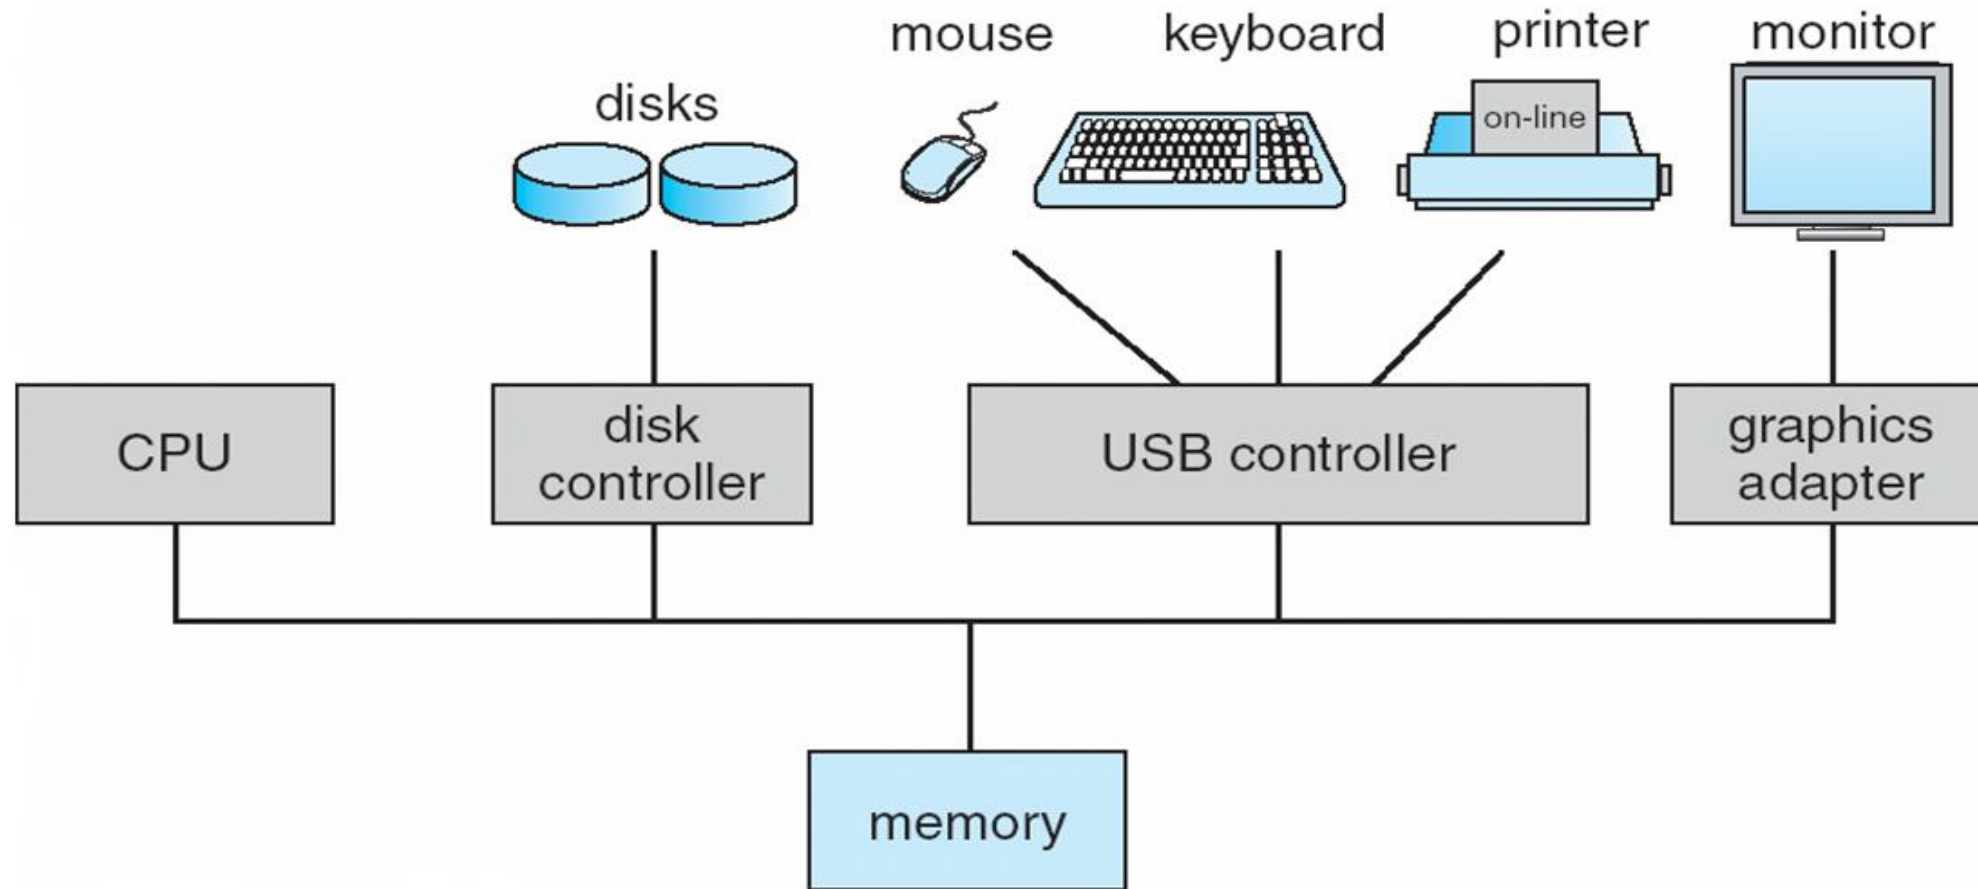 mouse
keyboard
printer
monitor
disks
on-line
CPU
disk
controller
USB controller
graphics
adapter
memory